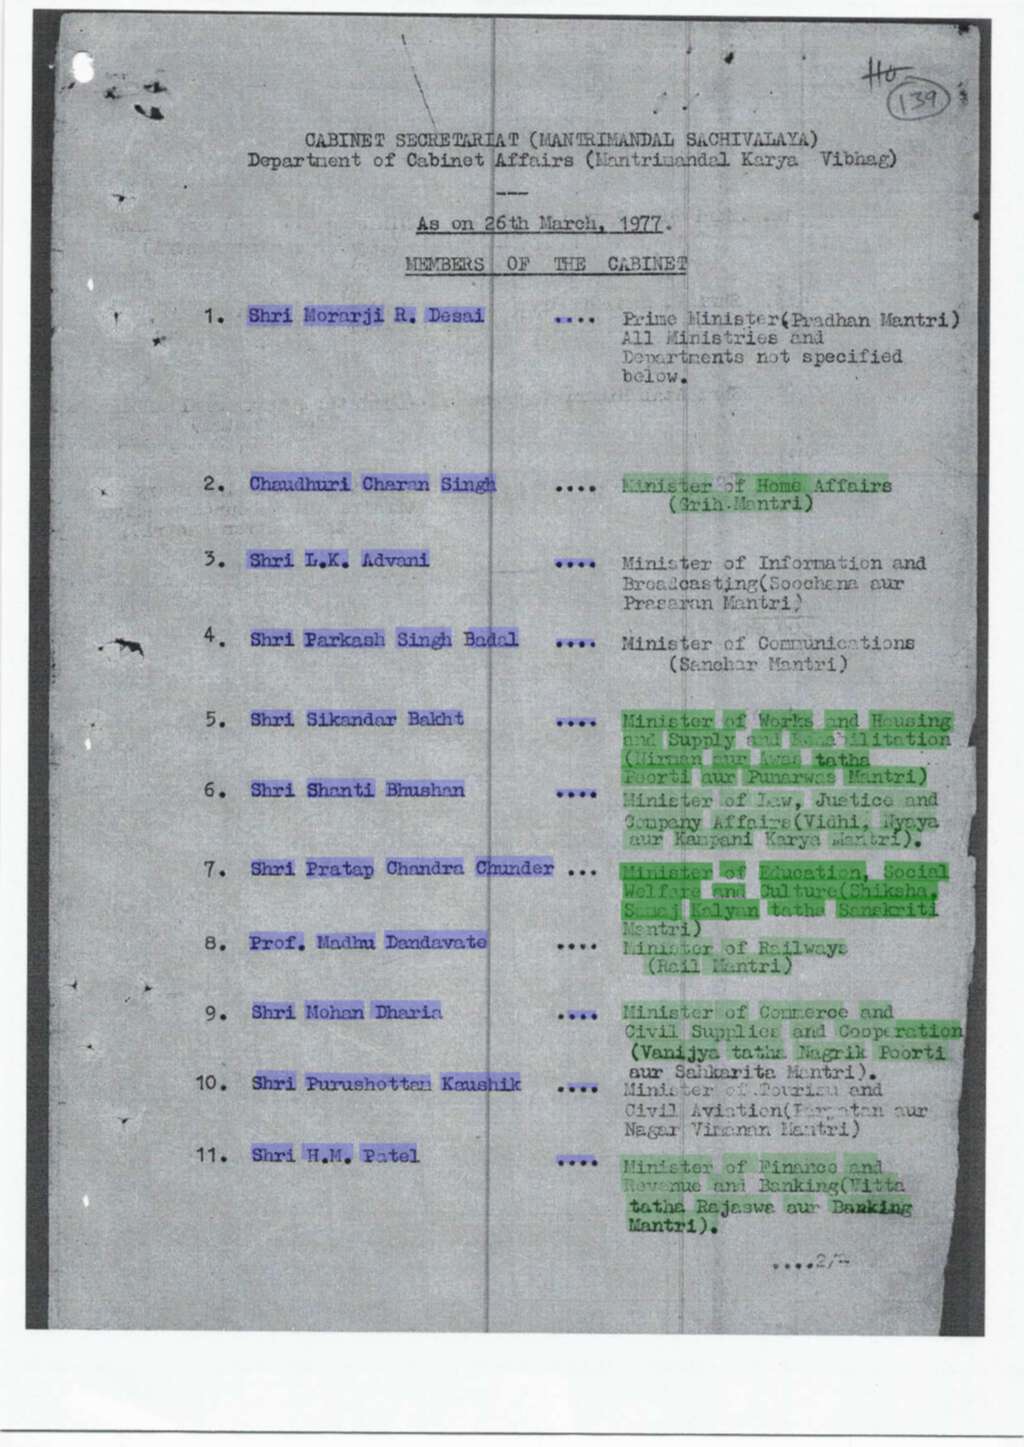 139
CABINET SECRETARIAT (MANTRIMANDAL SACHIVALAYA)
Department of Cabinet Affairs (Mantrimandal Karya Vibhag)
As on 26th March, 1977.
MEMBERS OF THE CABINET
1. Shri Morarji R. Desai .... Prime Minister(Pradhan Mantri)
All Ministries and
Departments not specified
below.
2. Chaudhuri Charan Singh .... Minister of Home Affairs
(Grih Mantri)
3. Shri L.K. Advani .... Minister of Information and
Broadcasting(Soochana aur
Prasaran Mantri)
4. Shri Parkash Singh Badal .... Minister of Communications
(Sanchar Mantri)
5. Shri Sikandar Bakht .... Minister of Works and Housing
and Supply and Rehabilitation
(Nirman aur Awas tatha
Poorti aur Punarwas Mantri)
6. Shri Shanti Bhushan .... Minister of Law, Justice and
Company Affairs(Vidhi, Nyaya
aur Kampani Karya Mantri).
7. Shri Pratap Chandra Chunder ... Minister of Education, Social
Welfare and Culture(Shiksha,
Samaj Kalyan tatha Sanskriti
Mantri)
8. Prof. Madhu Dandavate .... Minister of Railways
(Rail Mantri)
9. Shri Mohan Dharia .... Minister of Commerce and
Civil Supplies and Cooperation
(Vanijya tatha Nagrik Poorti
aur Sahkarita Mantri).
10. Shri Purushottam Kaushik .... Minister of Tourism and
Civil Aviation(Paryatan aur
Nagar Vimanan Mantri)
11. Shri H.M. Patel .... Minister of Finance and
Revenue and Banking(Vitta
tatha Rajaswa aur Banking
Mantri).
....2/-